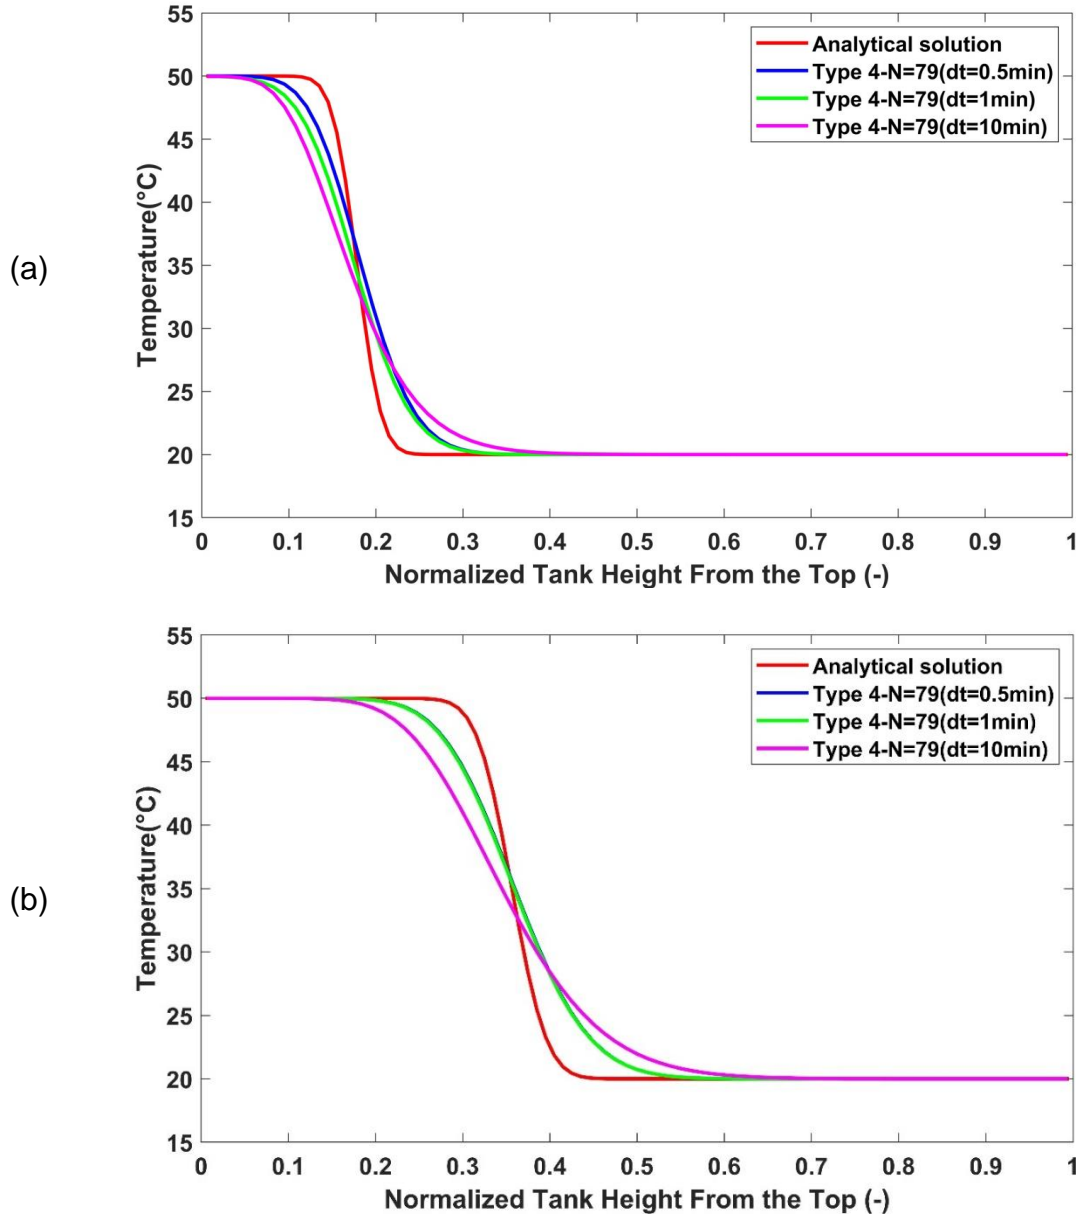 (a)
55
50
45
40
35
30
25
20
15
Temperature(°C)
Analytical solution
Type 4-N=79(dt=0.5min)
Type 4-N=79(dt=1min)
Type 4-N=79(dt=10min)
0 0.1 0.2 0.3 0.4 0.5 0.6 0.7 0.8 0.9 1
Normalized Tank Height From the Top (-)
(b)
55
50
45
40
35
30
25
20
15
Temperature(°C)
Analytical solution
Type 4-N=79(dt=0.5min)
Type 4-N=79(dt=1min)
Type 4-N=79(dt=10min)
0 0.1 0.2 0.3 0.4 0.5 0.6 0.7 0.8 0.9 1
Normalized Tank Height From the Top (-)